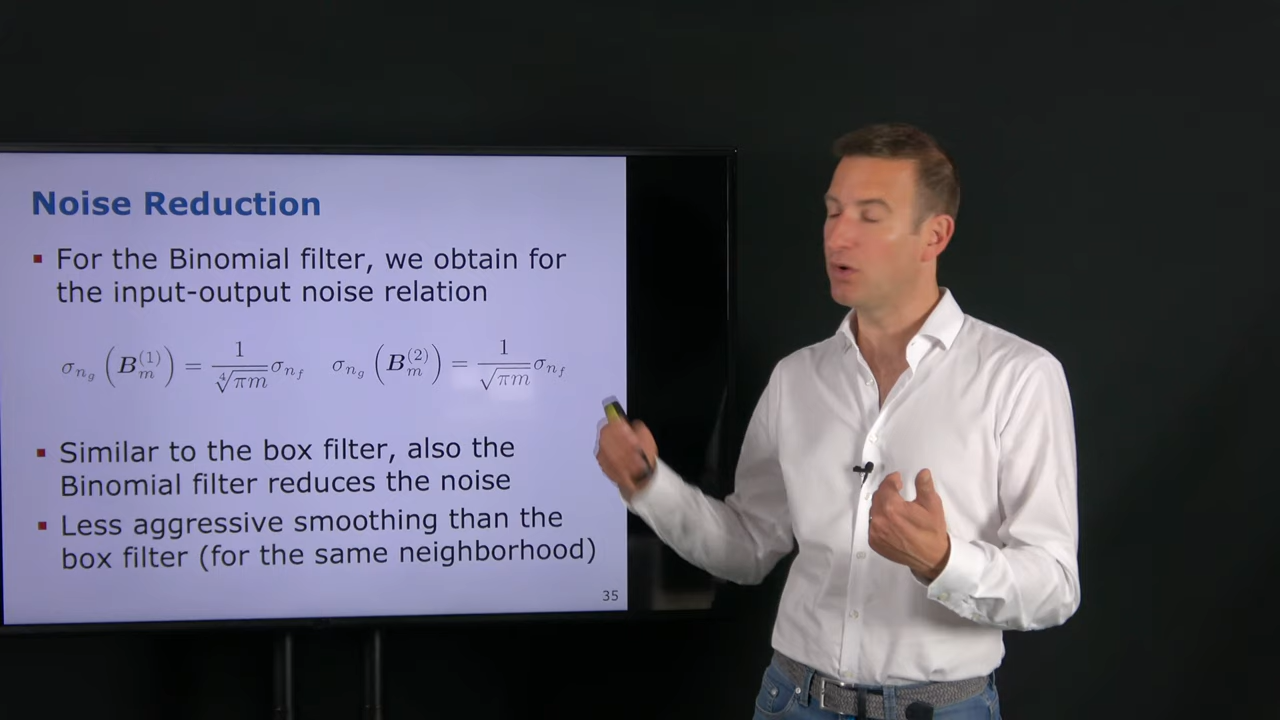 Noise Reduction
▪ For the Binomial filter, we obtain for
the input-output noise relation
σ_{n_g} (B_m^{(1)}) = 1/∜(πm) σ_{n_f}   σ_{n_g} (B_m^{(2)}) = 1/√(πm) σ_{n_f}
▪ Similar to the box filter, also the
Binomial filter reduces the noise
▪ Less aggressive smoothing than the
box filter (for the same neighborhood)
35